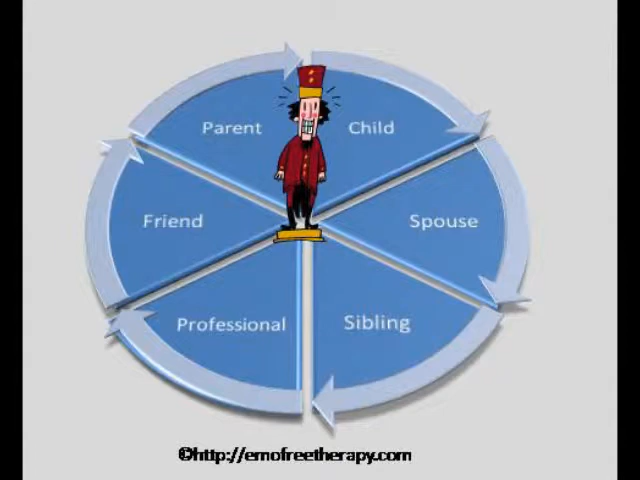 Parent
Child
Friend
Spouse
Professional
Sibling
©http://emofreetherapy.com